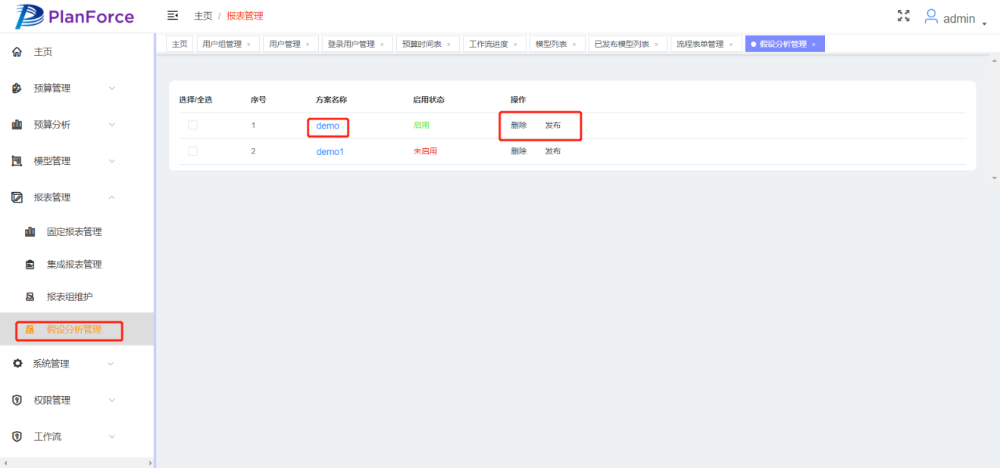 PlanForce
主页 / 报表管理
admin
主页
预算管理
预算分析
模型管理
报表管理
固定报表管理
集成报表管理
报表组维护
假设分析管理
系统管理
权限管理
工作流
主页 用户组管理 × 用户管理 × 登录用户管理 × 预算时间表 × 工作流进度 × 模型列表 × 已发布模型列表 × 流程表单管理 × 假设分析管理 ×
选择/全选 序号 方案名称 启用状态 操作
1 demo 启用 删除 发布
2 demo1 未启用 删除 发布